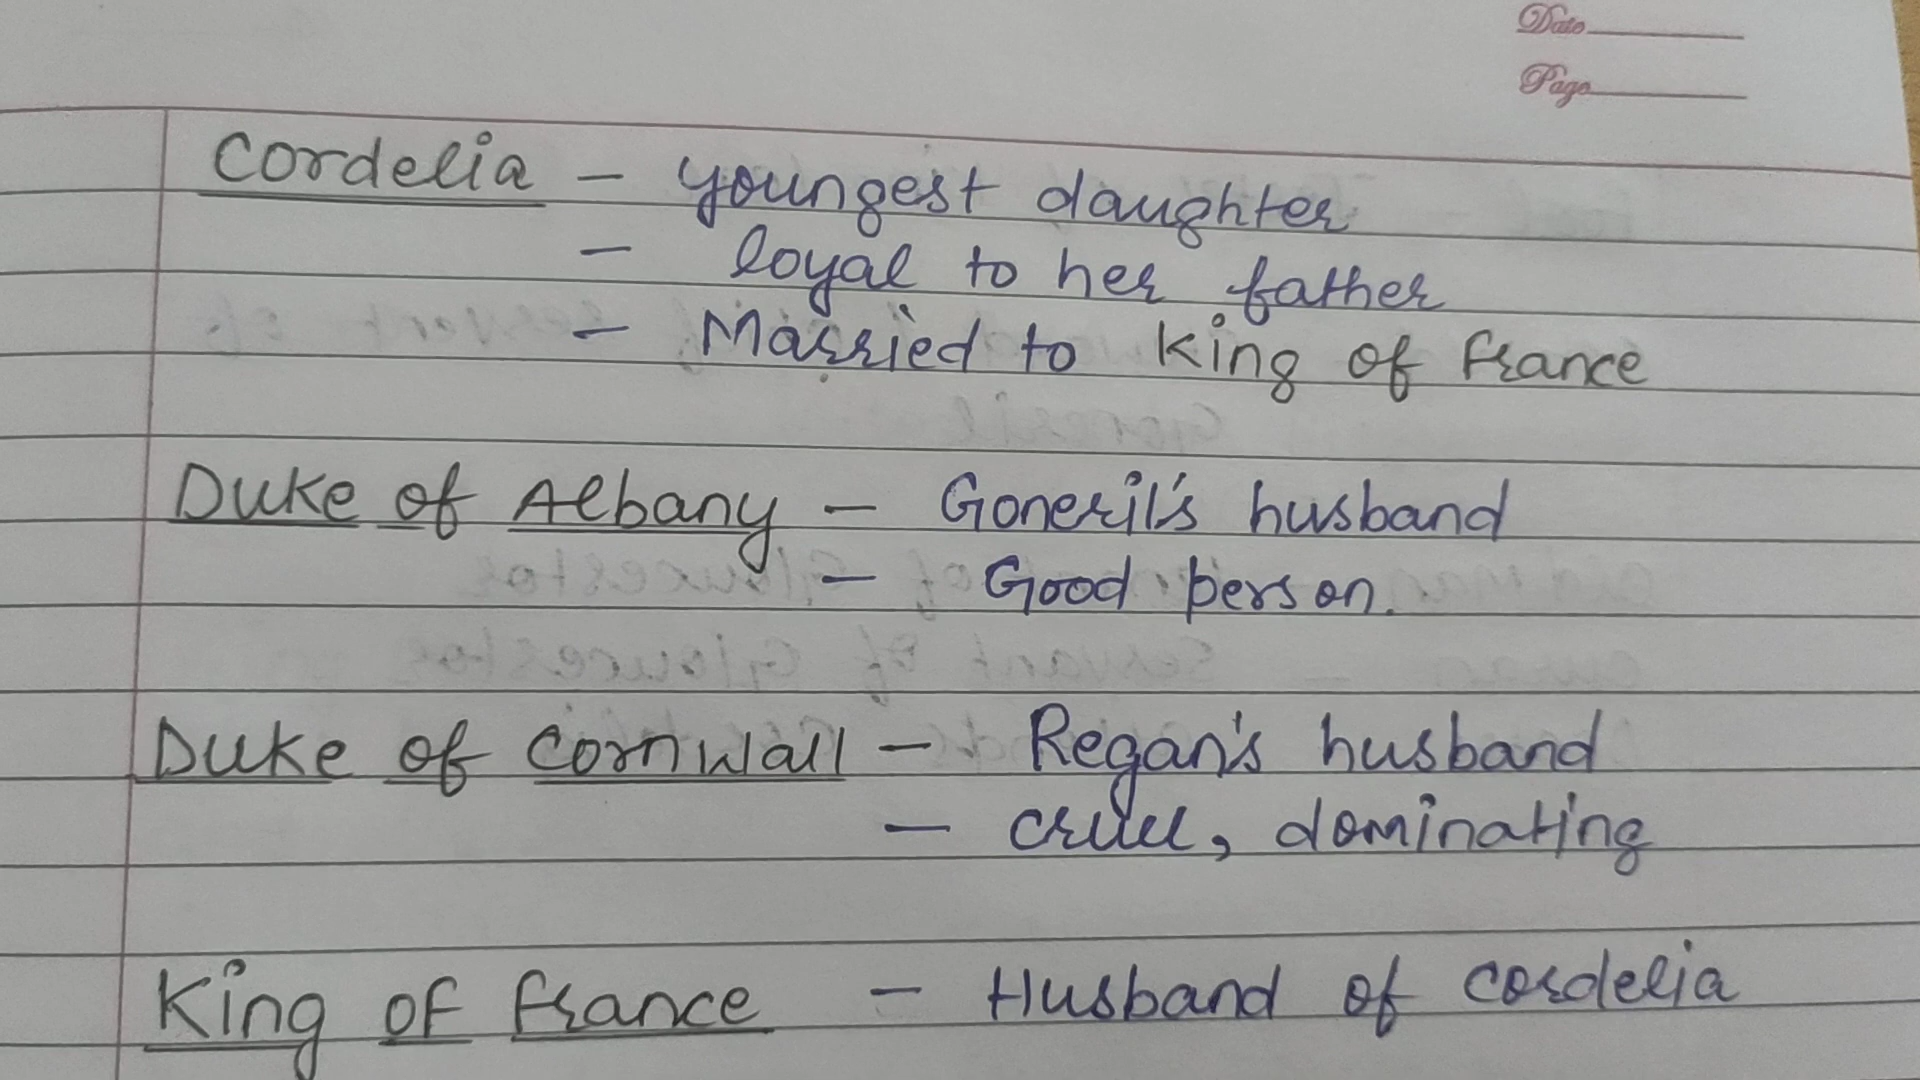 Date
Page
Cordelia - youngest daughter
- loyal to her father
- Married to King of France
Duke of Albany - Goneril's husband
- Good person.
Duke of Cornwall - Regan's husband
- cruel, dominating
King of France - Husband of Cordelia